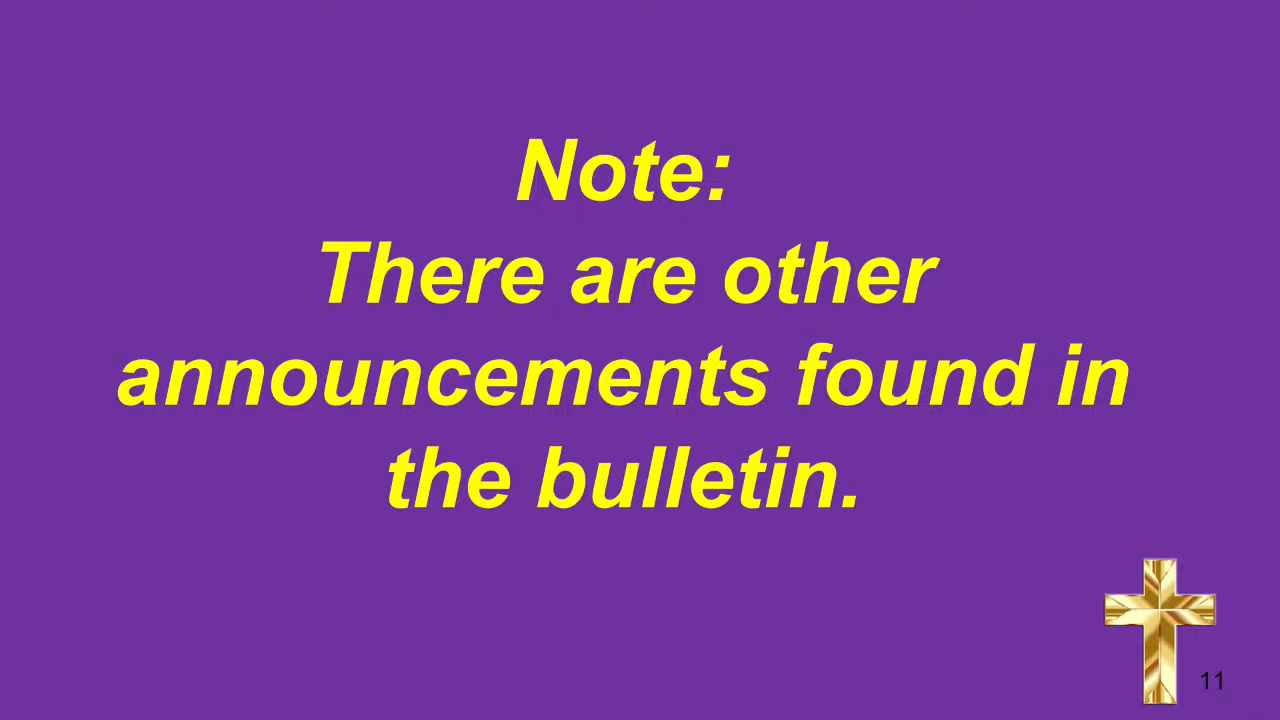 Note:
There are other
announcements found in
the bulletin.
11